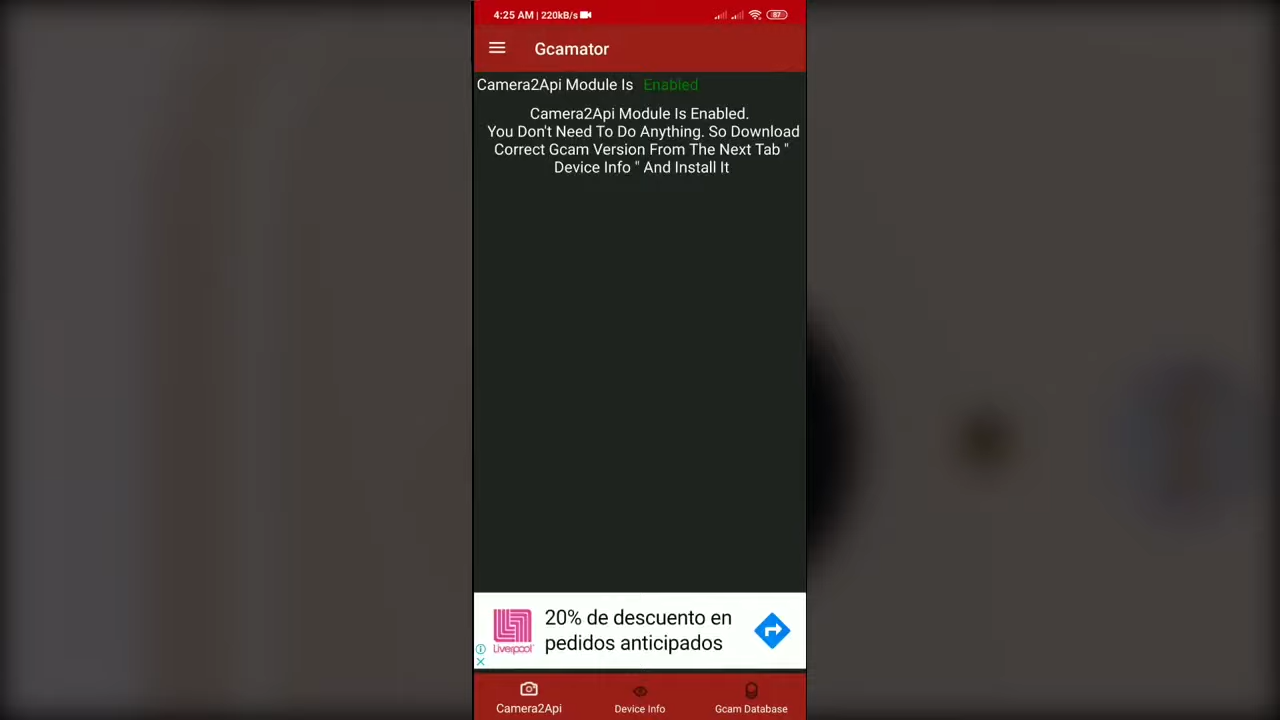 4:25 AM | 220kB/s
87
Gcamator
Camera2Api Module Is Enabled
Camera2Api Module Is Enabled.
You Don't Need To Do Anything. So Download
Correct Gcam Version From The Next Tab "
Device Info " And Install It
20% de descuento en
pedidos anticipados
Liverpool
Camera2Api
Device Info
Gcam Database